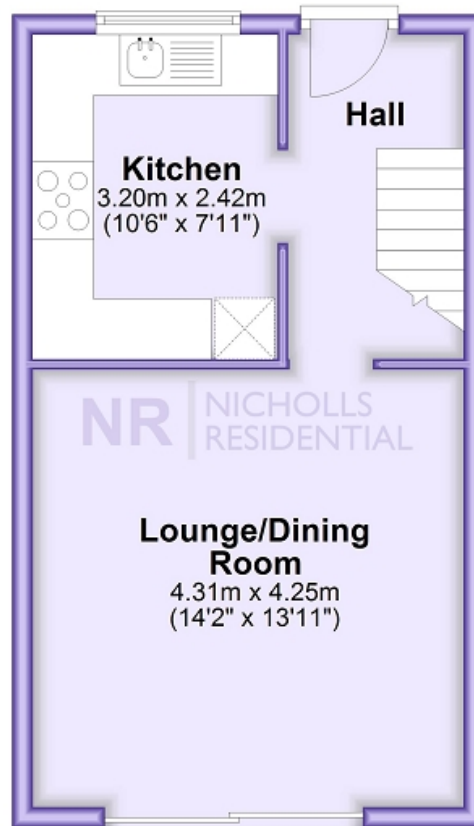 Hall
Kitchen
3.20m x 2.42m
(10'6" x 7'11")
NR
NICHOLLS
RESIDENTIAL
Lounge/Dining
Room
4.31m x 4.25m
(14'2" x 13'11")